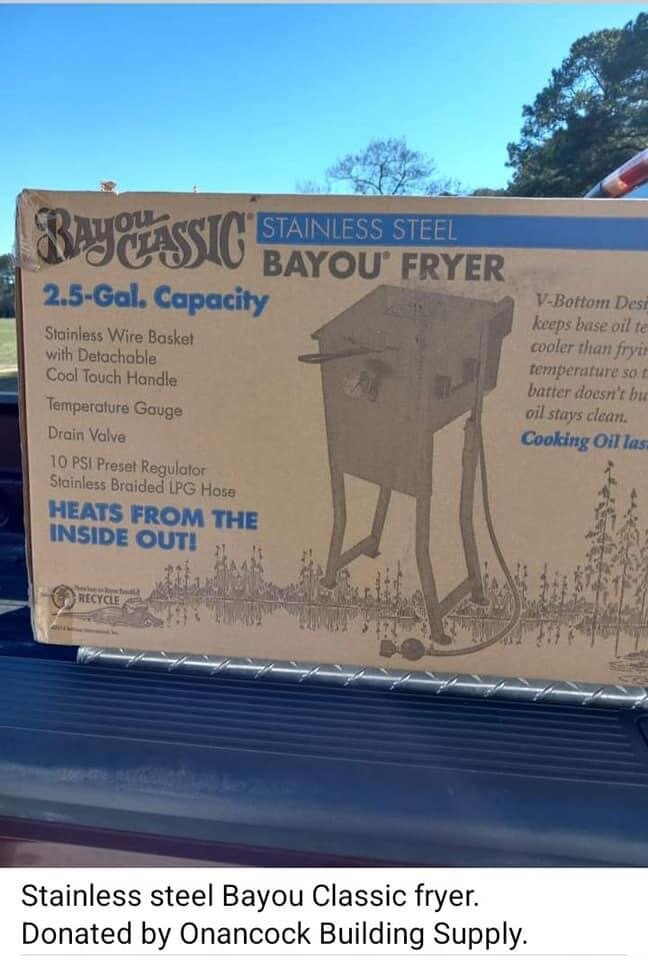 BAYOU CLASSIC® STAINLESS STEEL
BAYOU® FRYER
2.5-Gal. Capacity
Stainless Wire Basket
with Detachable
Cool Touch Handle
Temperature Gauge
Drain Valve
10 PSI Preset Regulator
Stainless Braided LPG Hose
HEATS FROM THE
INSIDE OUT!
RECYCLE
V-Bottom Desi
keeps base oil te
cooler than fryin
temperature so t
batter doesn't bu
oil stays clean.
Cooking Oil las
Stainless steel Bayou Classic fryer.
Donated by Onancock Building Supply.